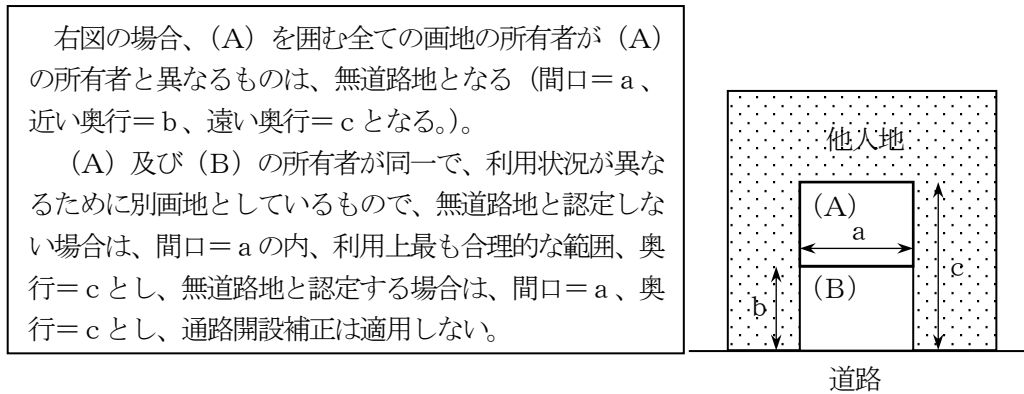 右図の場合、（A）を囲む全ての画地の所有者が（A）
の所有者と異なるものは、無道路地となる（間口＝a、
近い奥行＝b、遠い奥行＝cとなる。）。
（A）及び（B）の所有者が同一で、利用状況が異な
るために別画地としているもので、無道路地と認定しな
い場合は、間口＝aの内、利用上最も合理的な範囲、奥
行＝cとし、無道路地と認定する場合は、間口＝a、奥
行＝cとし、通路開設補正は適用しない。
他人地
（A）
a
（B）
b
c
道路